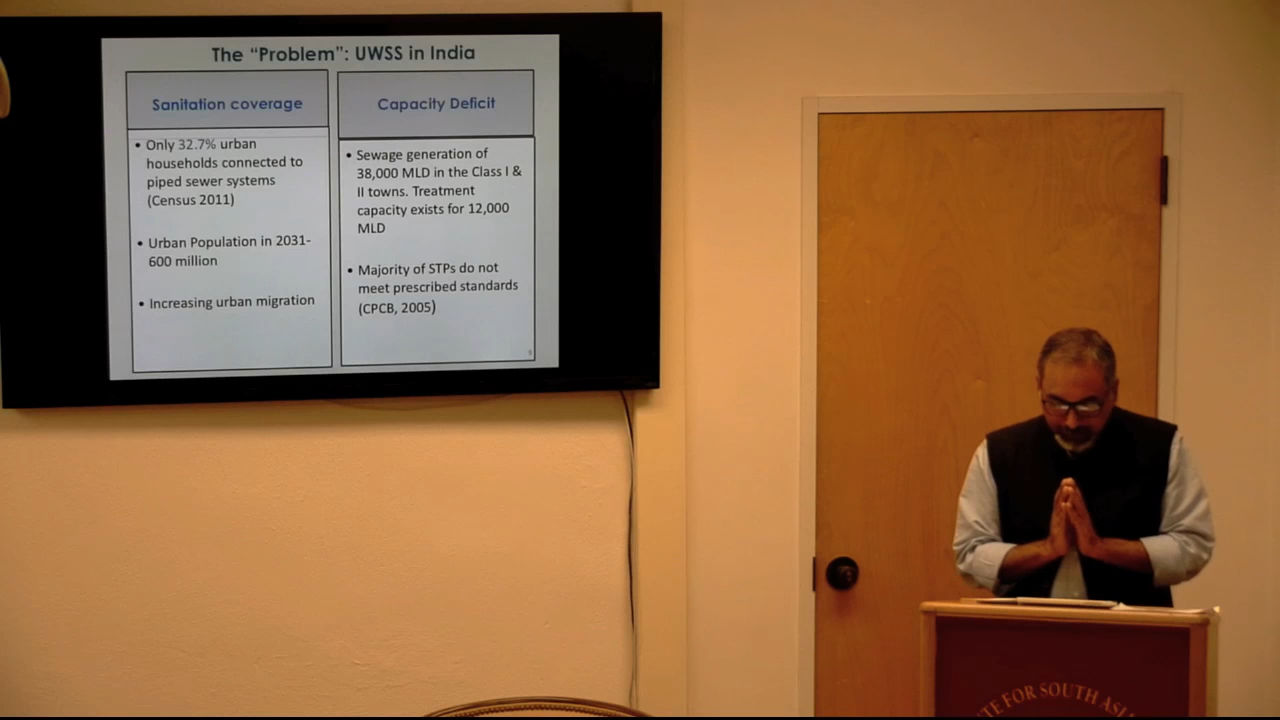 The “Problem”: UWSS in India
Sanitation coverage
• Only 32.7% urban
households connected to
piped sewer systems
(Census 2011)
• Urban Population in 2031-
600 million
• Increasing urban migration
Capacity Deficit
• Sewage generation of
38,000 MLD in the Class I &
II towns. Treatment
capacity exists for 12,000
MLD
• Majority of STPs do not
meet prescribed standards
(CPCB, 2005)
FOR SOUTH